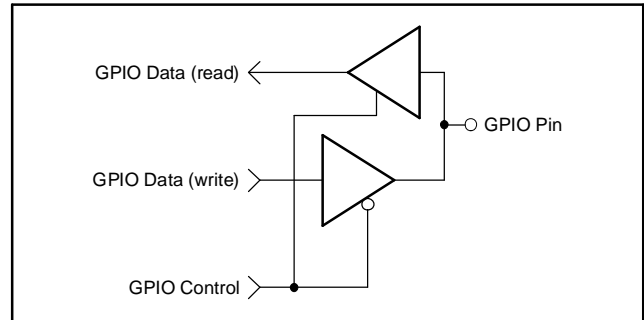 GPIO Data (read)
GPIO Pin
GPIO Data (write)
GPIO Control